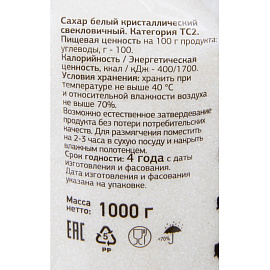 Сахар белый кристаллический
свекловичный. Категория ТС2.
Пищевая ценность на 100 г продукта:
углеводы, г - 100.
Калорийность / Энергетическая
ценность, ккал / кДж - 400/1700.
Условия хранения: хранить при
температуре не выше 40 °С
и относительной влажности воздуха
не выше 70%.
Возможно естественное затвердевание
продукта без потери потребительских
качеств. Для размягчения поместить
на 2-3 часа в сухую посуду и накрыть
влажным полотенцем.
Срок годности: 4 года с даты
изготовления и фасования.
Дата изготовления и фасования
указана на упаковке.
Масса
нетто: 1000 г
ЕАС 5 PP +70%